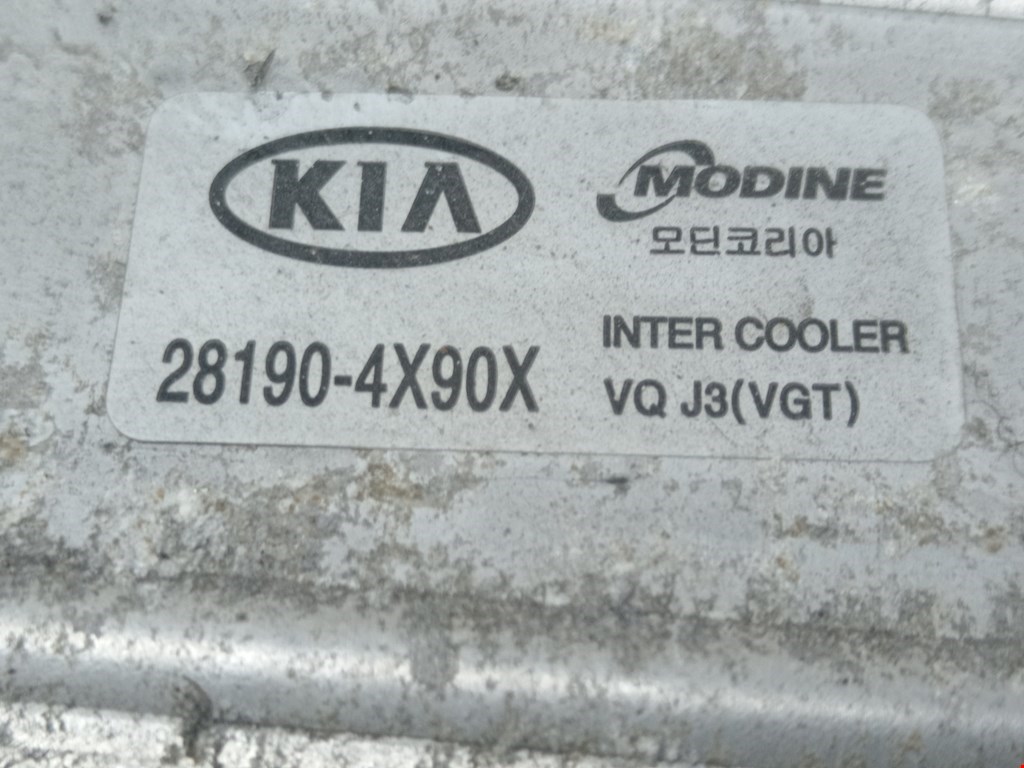 KIA
MODINE
모딘코리아
28190-4X90X
INTER COOLER
VQ J3(VGT)